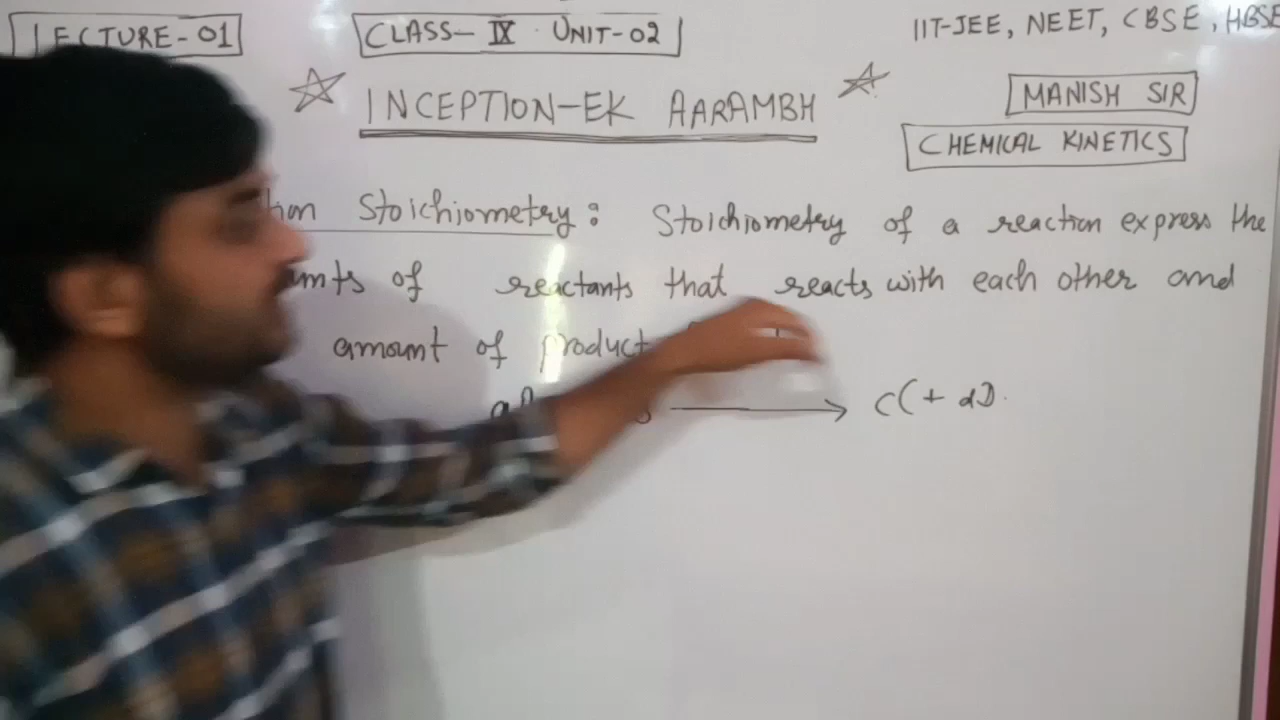 LECTURE-01
CLASS- IX UNIT-02
IIT-JEE, NEET, CBSE, HBSE
INCEPTION-EK AARAMBH
MANISH SIR
CHEMICAL KINETICS
Stoichiometry: Stoichiometry of a reaction express the
of reactants that reacts with each other and
amount of product
cC + dD